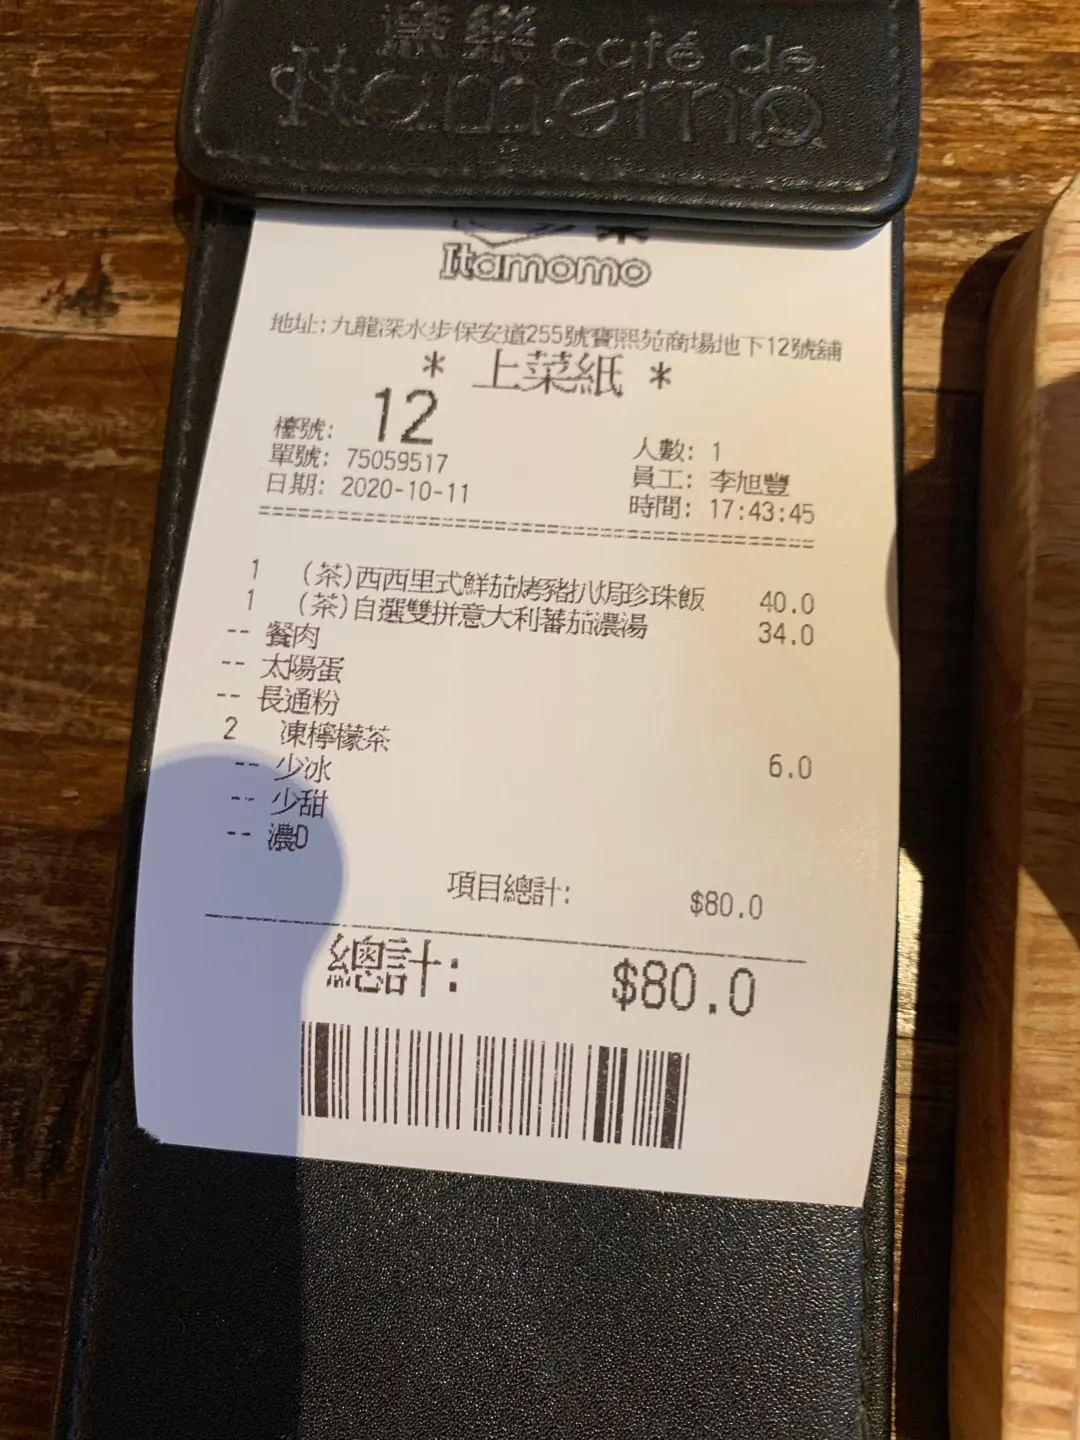 意樂 café de
Itamomo
Itamomo
地址:九龍深水步保安道255號寶熙苑商場地下12號舖
* 上菜紙 *
檯號: 12 人數: 1
單號: 75059517 員工: 李旭豐
日期: 2020-10-11 時間: 17:43:45
1 (茶)西西里式鮮茄烤豬扒焗珍珠飯 40.0
1 (茶)自選雙拼意大利蕃茄濃湯 34.0
-- 餐肉
-- 太陽蛋
-- 長通粉
2 凍檸檬茶 6.0
-- 少冰
-- 少甜
-- 濃D
項目總計: $80.0
總計: $80.0